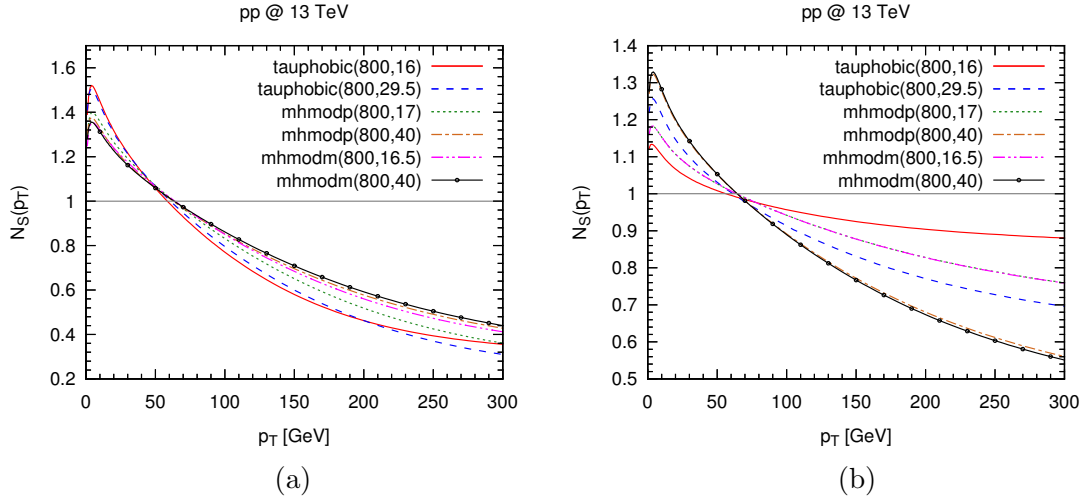 pp @ 13 TeV
N_S(p_T)
1.6
1.4
1.2
1
0.8
0.6
0.4
0.2
tauphobic(800,16)
tauphobic(800,29.5)
mhmodp(800,17)
mhmodp(800,40)
mhmodm(800,16.5)
mhmodm(800,40)
0 50 100 150 200 250 300
p_T [GeV]
(a)
pp @ 13 TeV
N_S(p_T)
1.4
1.3
1.2
1.1
1
0.9
0.8
0.7
0.6
0.5
tauphobic(800,16)
tauphobic(800,29.5)
mhmodp(800,17)
mhmodp(800,40)
mhmodm(800,16.5)
mhmodm(800,40)
0 50 100 150 200 250 300
p_T [GeV]
(b)